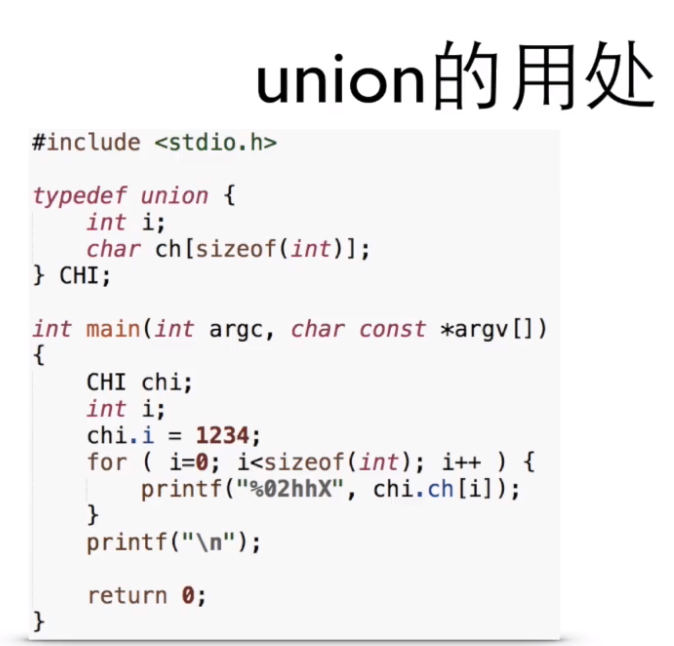 union的用处
#include <stdio.h>
typedef union {
    int i;
    char ch[sizeof(int)];
} CHI;
int main(int argc, char const *argv[])
{
    CHI chi;
    int i;
    chi.i = 1234;
    for ( i=0; i<sizeof(int); i++ ) {
        printf("%02hhX", chi.ch[i]);
    }
    printf("\n");
    return 0;
}